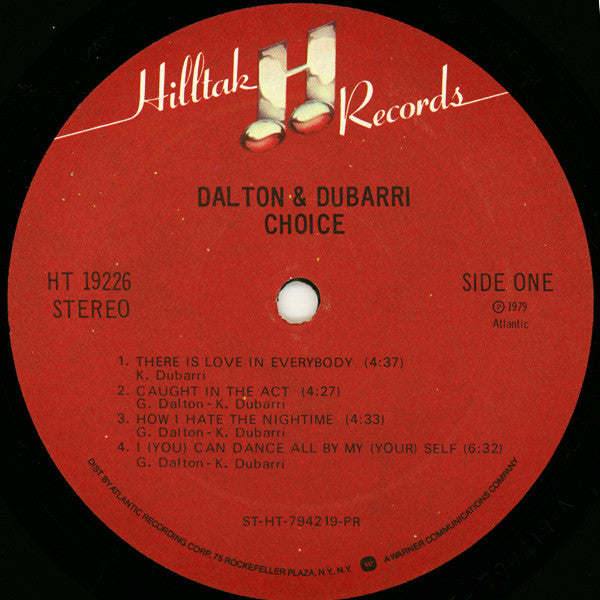 Hilltak H Records
DALTON & DUBARRI
CHOICE
HT 19226
STEREO
SIDE ONE
℗ 1979
Atlantic
1. THERE IS LOVE IN EVERYBODY (4:37)
K. Dubarri
2. CAUGHT IN THE ACT (4:27)
G. Dalton - K. Dubarri
3. HOW I HATE THE NIGHTIME (4:33)
G. Dalton - K. Dubarri
4. I (YOU) CAN DANCE ALL BY MY (YOUR) SELF (6:32)
G. Dalton - K. Dubarri
ST-HT-794219-PR
DIST. BY ATLANTIC RECORDING CORP. 75 ROCKEFELLER PLAZA, N.Y., N.Y. A WARNER COMMUNICATIONS COMPANY